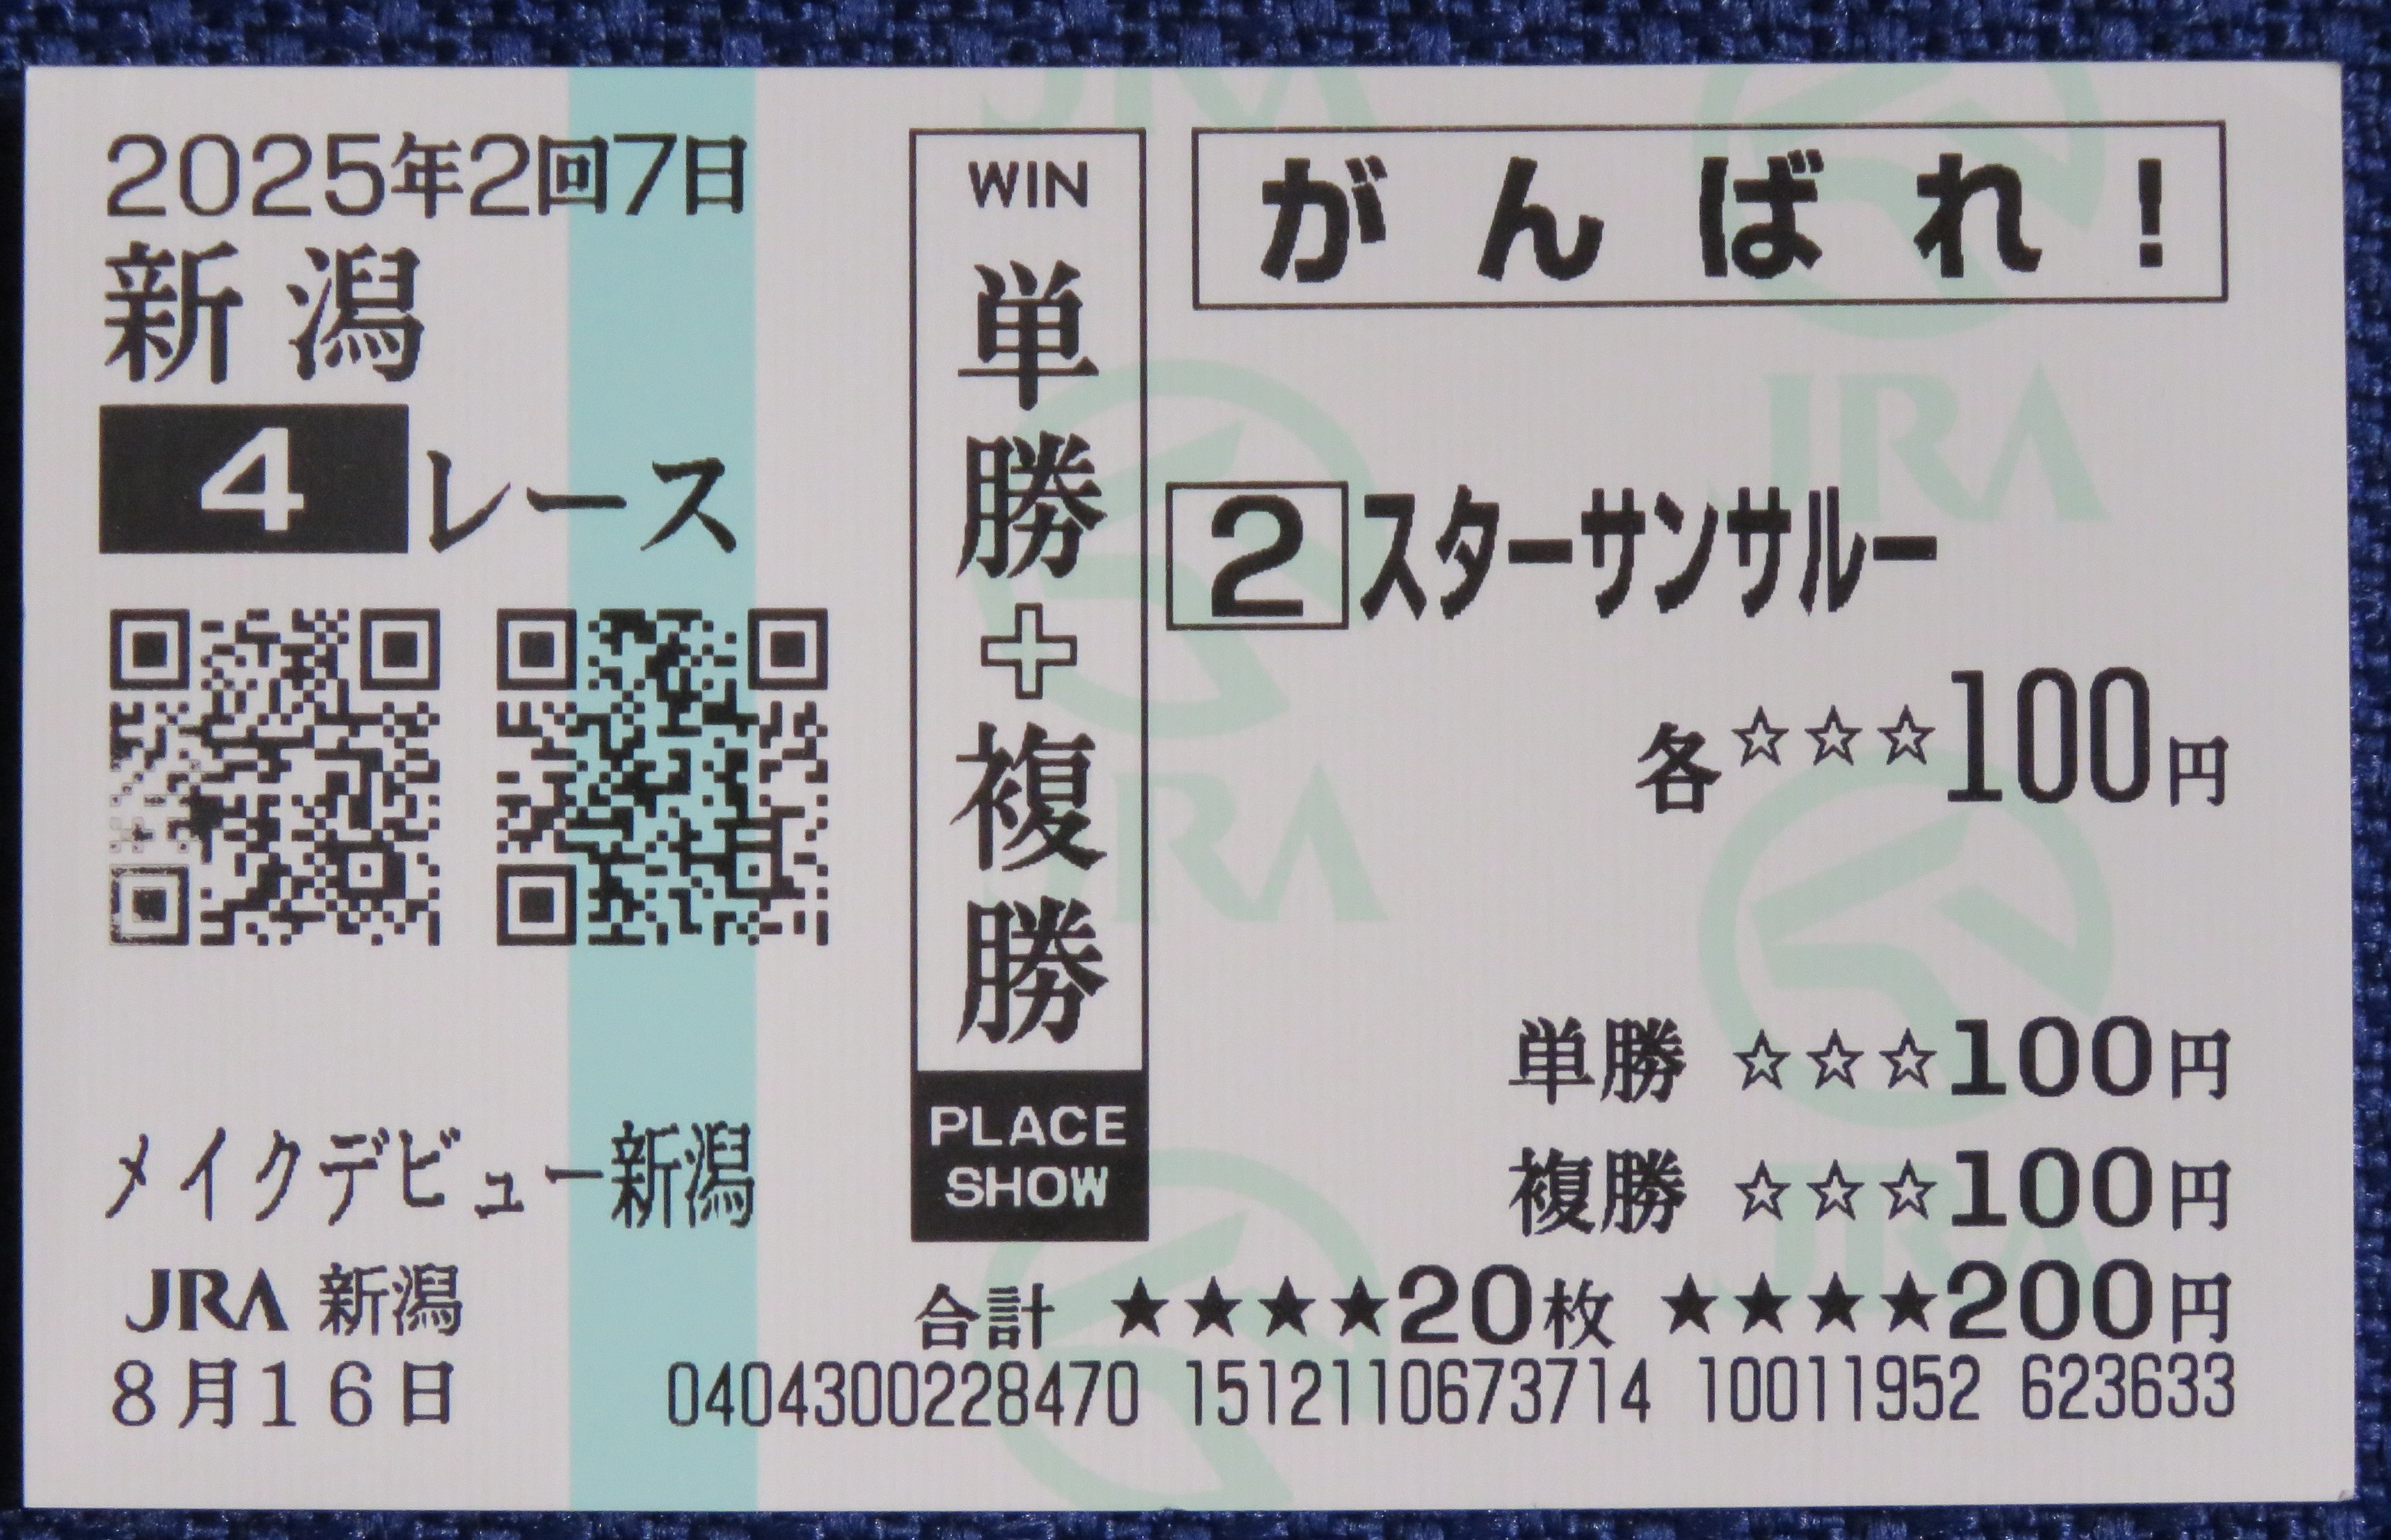 2025年2回7日
新潟
4レース
メイクデビュー新潟
JRA 新潟
8月16日
WIN
単勝+複勝
PLACE
SHOW
がんばれ!
2 スターサンサルー
各☆☆☆100円
単勝 ☆☆☆100円
複勝 ☆☆☆100円
合計 ★★★★20枚 ★★★★200円
0404300228470 1512110673714 10011952 623633
JRA
JRA
JRA
JRA